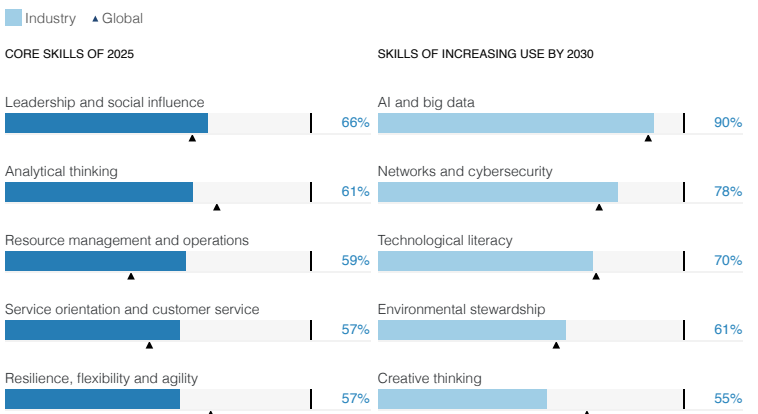 Industry Global
CORE SKILLS OF 2025
Leadership and social influence
66%
Analytical thinking
61%
Resource management and operations
59%
Service orientation and customer service
57%
Resilience, flexibility and agility
57%
SKILLS OF INCREASING USE BY 2030
AI and big data
90%
Networks and cybersecurity
78%
Technological literacy
70%
Environmental stewardship
61%
Creative thinking
55%